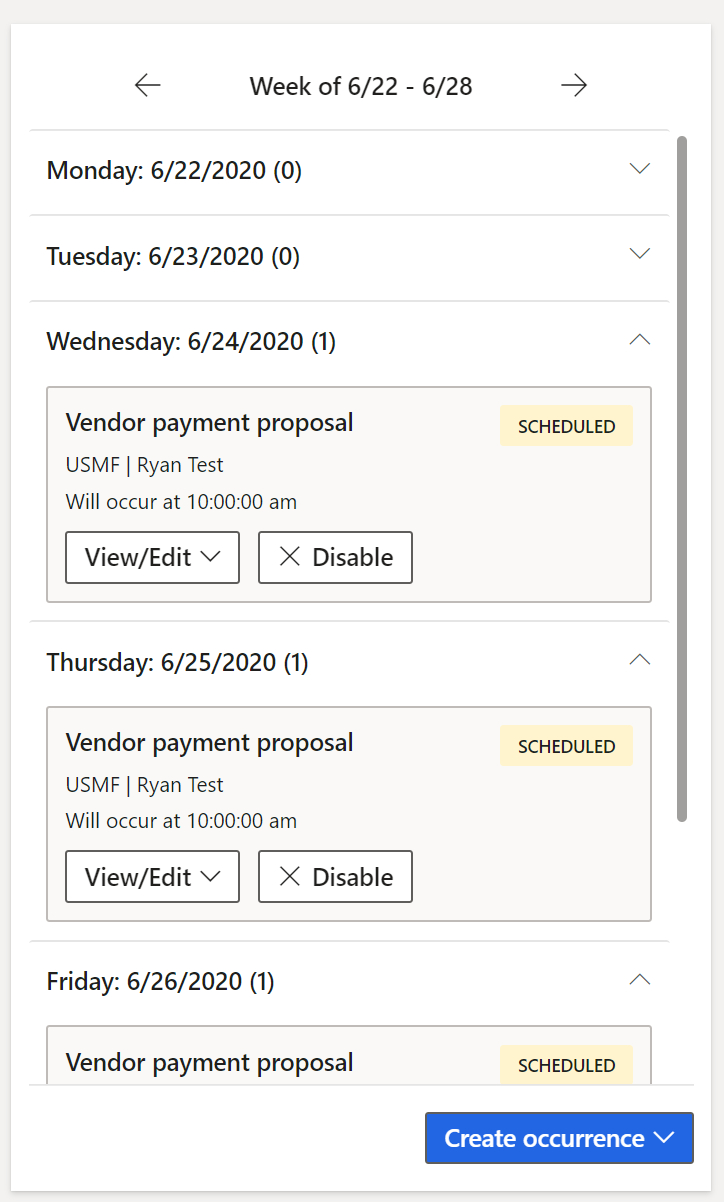 Week of 6/22 - 6/28
Monday: 6/22/2020 (0)
Tuesday: 6/23/2020 (0)
Wednesday: 6/24/2020 (1)
Vendor payment proposal
SCHEDULED
USMF | Ryan Test
Will occur at 10:00:00 am
View/Edit
Disable
Thursday: 6/25/2020 (1)
Vendor payment proposal
SCHEDULED
USMF | Ryan Test
Will occur at 10:00:00 am
View/Edit
Disable
Friday: 6/26/2020 (1)
Vendor payment proposal
SCHEDULED
Create occurrence